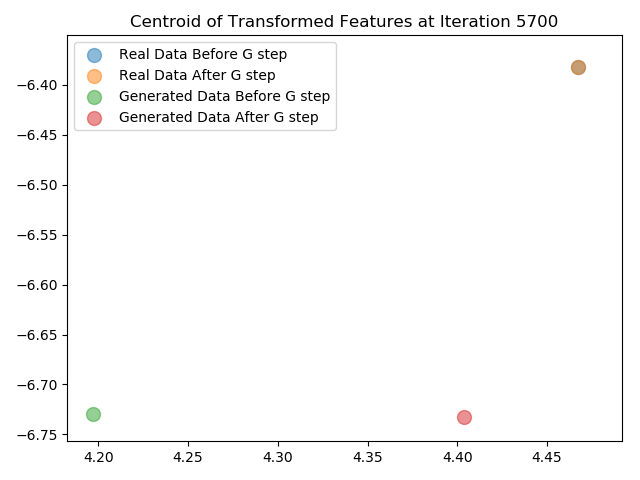 Centroid of Transformed Features at Iteration 5700
Real Data Before G step
Real Data After G step
Generated Data Before G step
Generated Data After G step
−6.40
−6.45
−6.50
−6.55
−6.60
−6.65
−6.70
−6.75
4.20 4.25 4.30 4.35 4.40 4.45